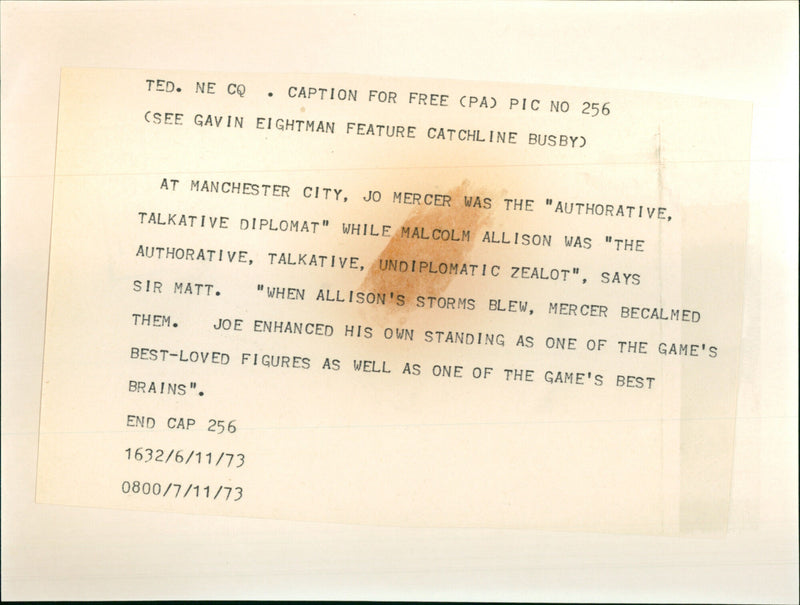 TED. NE CQ . CAPTION FOR FREE (PA) PIC NO 256
(SEE GAVIN EIGHTMAN FEATURE CATCHLINE BUSBY)
AT MANCHESTER CITY, JO MERCER WAS THE "AUTHORATIVE,
TALKATIVE DIPLOMAT" WHILE MALCOLM ALLISON WAS "THE
AUTHORATIVE, TALKATIVE, UNDIPLOMATIC ZEALOT", SAYS
SIR MATT. "WHEN ALLISON'S STORMS BLEW, MERCER BECALMED
THEM. JOE ENHANCED HIS OWN STANDING AS ONE OF THE GAME'S
BEST-LOVED FIGURES AS WELL AS ONE OF THE GAME'S BEST
BRAINS".
END CAP 256
1632/6/11/73
0800/7/11/73